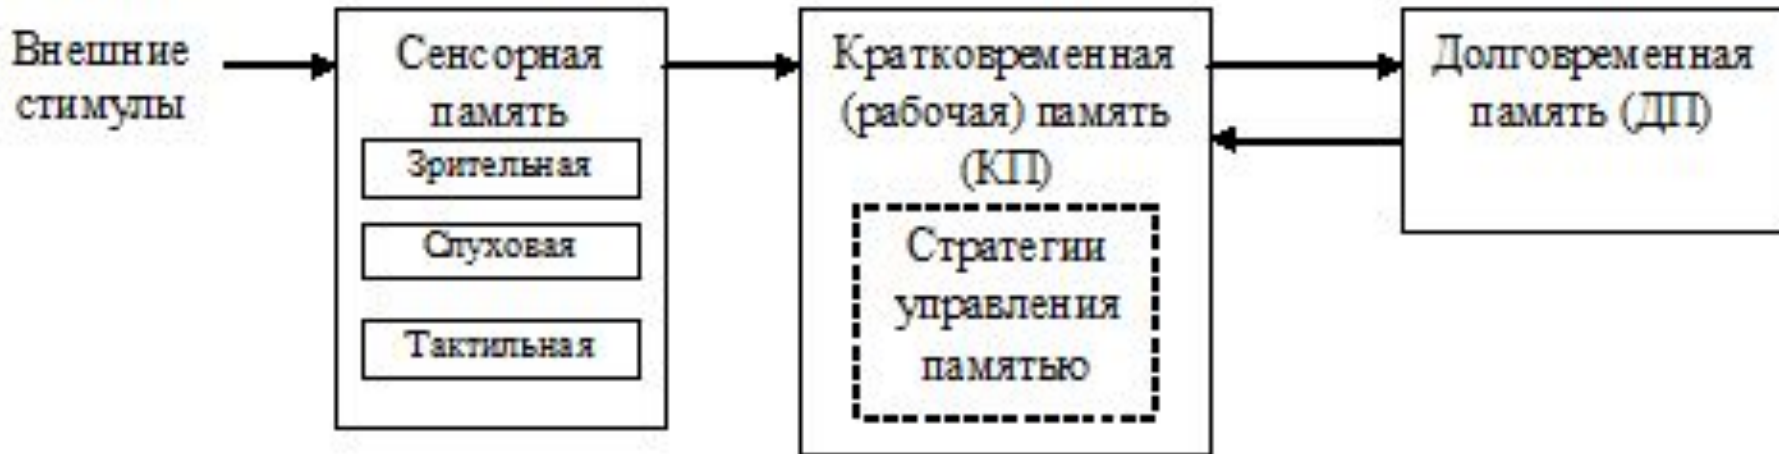 Внешние
стимулы
Сенсорная
память
Зрительная
Слуховая
Тактильная
Кратковременная
(рабочая) память
(КП)
Стратегии
управления
памятью
Долговременная
память (ДП)